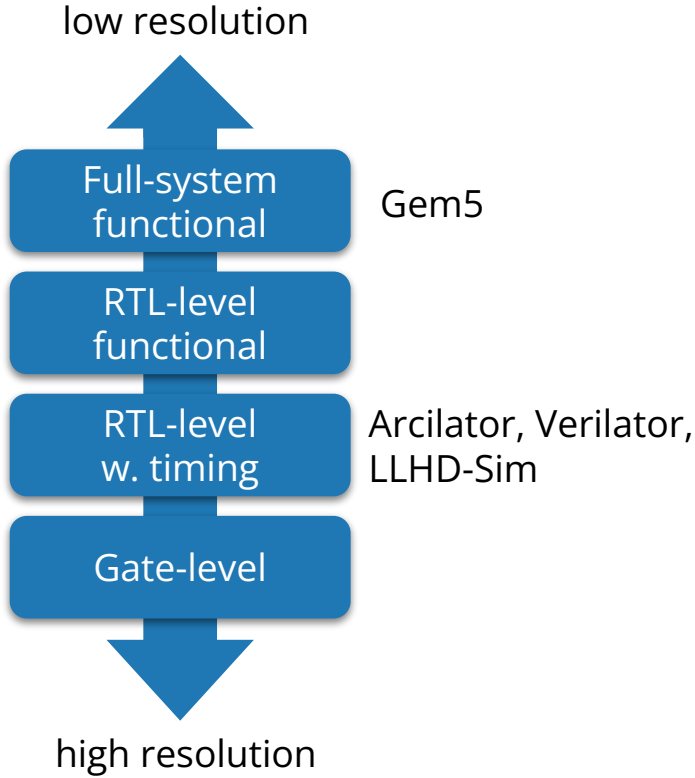 low resolution
Full-system
functional
Gem5
RTL-level
functional
RTL-level
w. timing
Arcilator, Verilator,
LLHD-Sim
Gate-level
high resolution